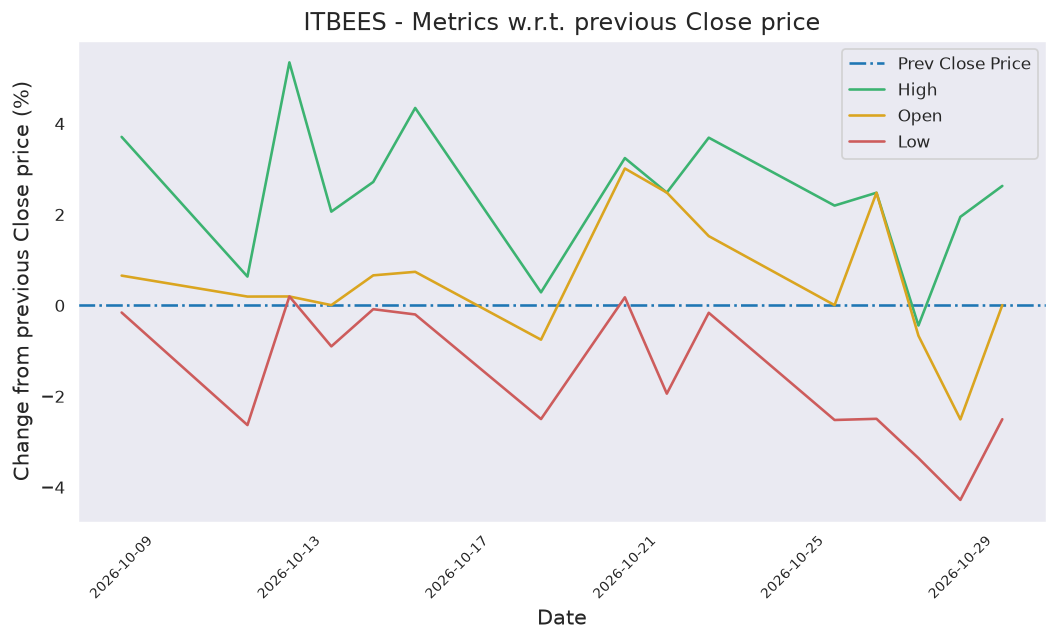 ITBEES - Metrics w.r.t. previous Close price
Prev Close Price
High
Open
Low
Change from previous Close price (%)
4
2
0
−2
−4
2026-10-09
2026-10-13
2026-10-17
2026-10-21
2026-10-25
2026-10-29
Date